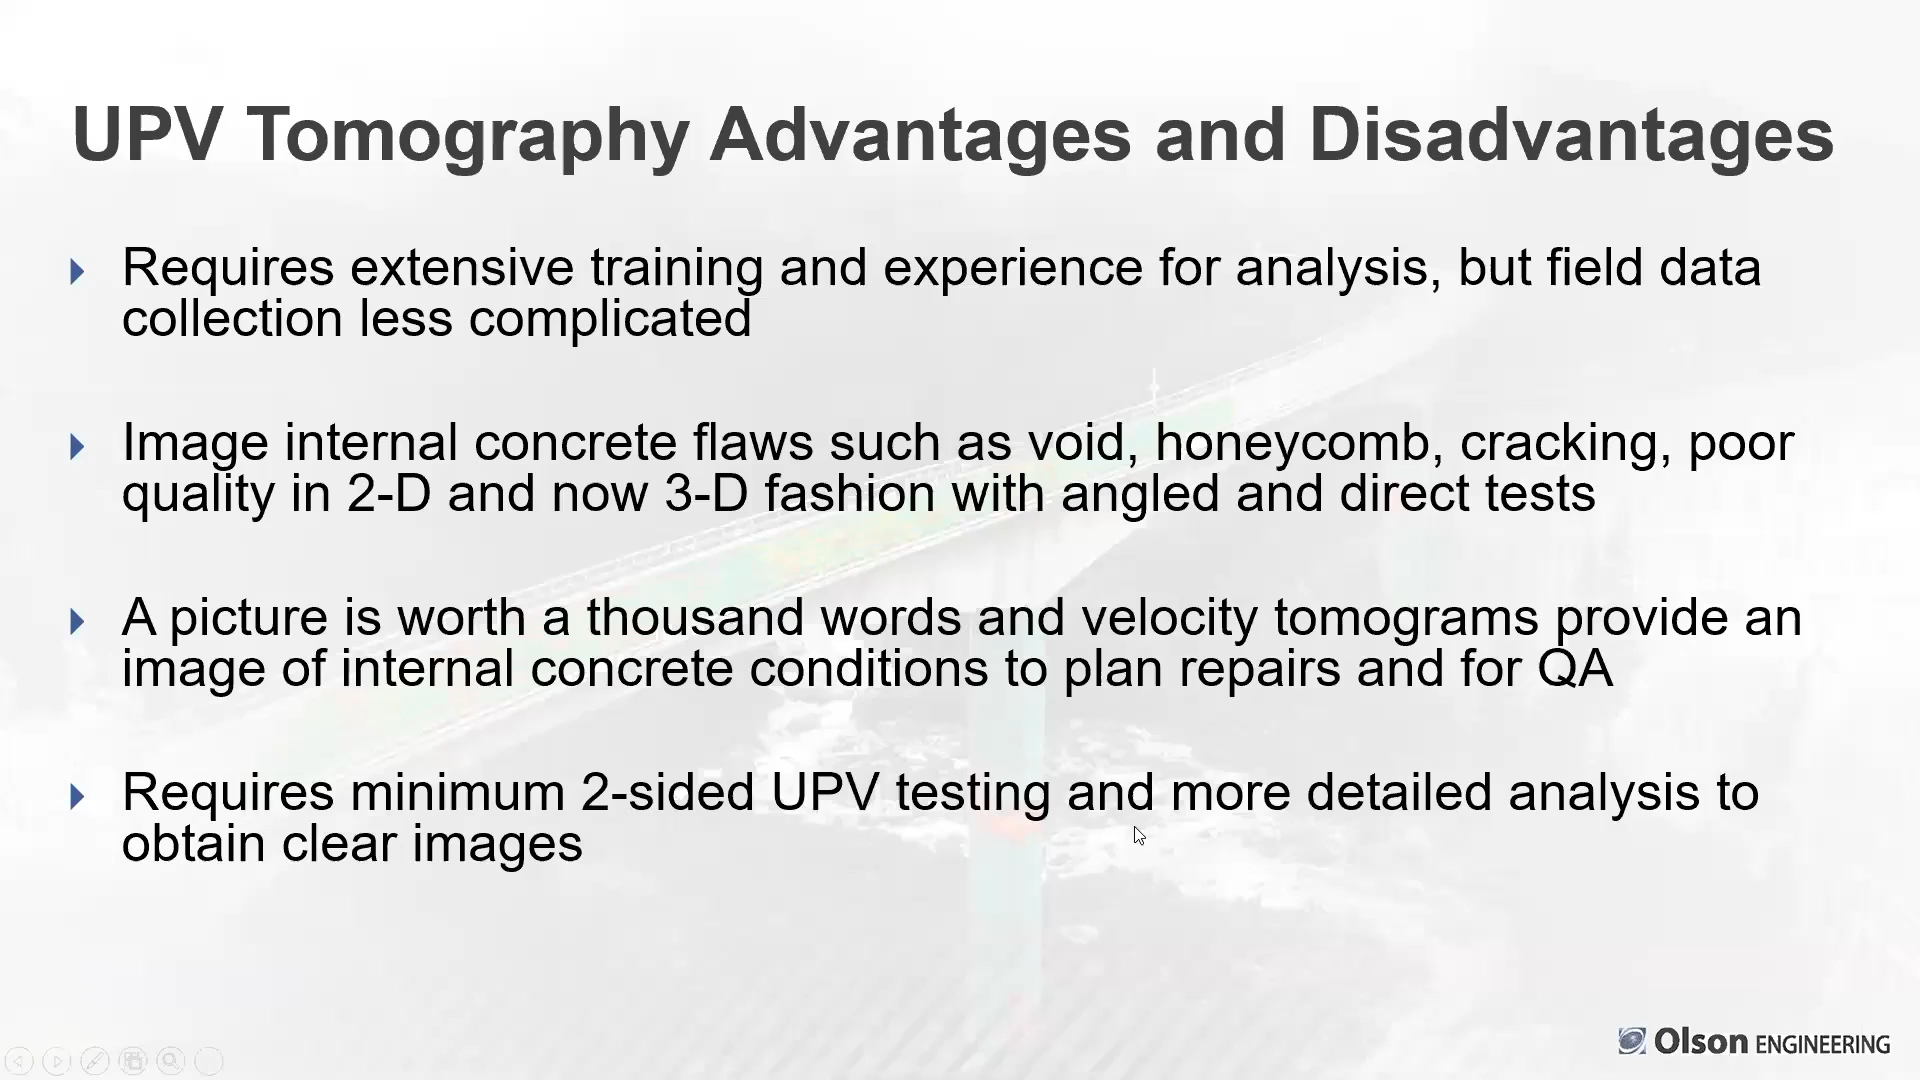 UPV Tomography Advantages and Disadvantages
Requires extensive training and experience for analysis, but field data
collection less complicated
Image internal concrete flaws such as void, honeycomb, cracking, poor
quality in 2-D and now 3-D fashion with angled and direct tests
A picture is worth a thousand words and velocity tomograms provide an
image of internal concrete conditions to plan repairs and for QA
Requires minimum 2-sided UPV testing and more detailed analysis to
obtain clear images
Olson ENGINEERING